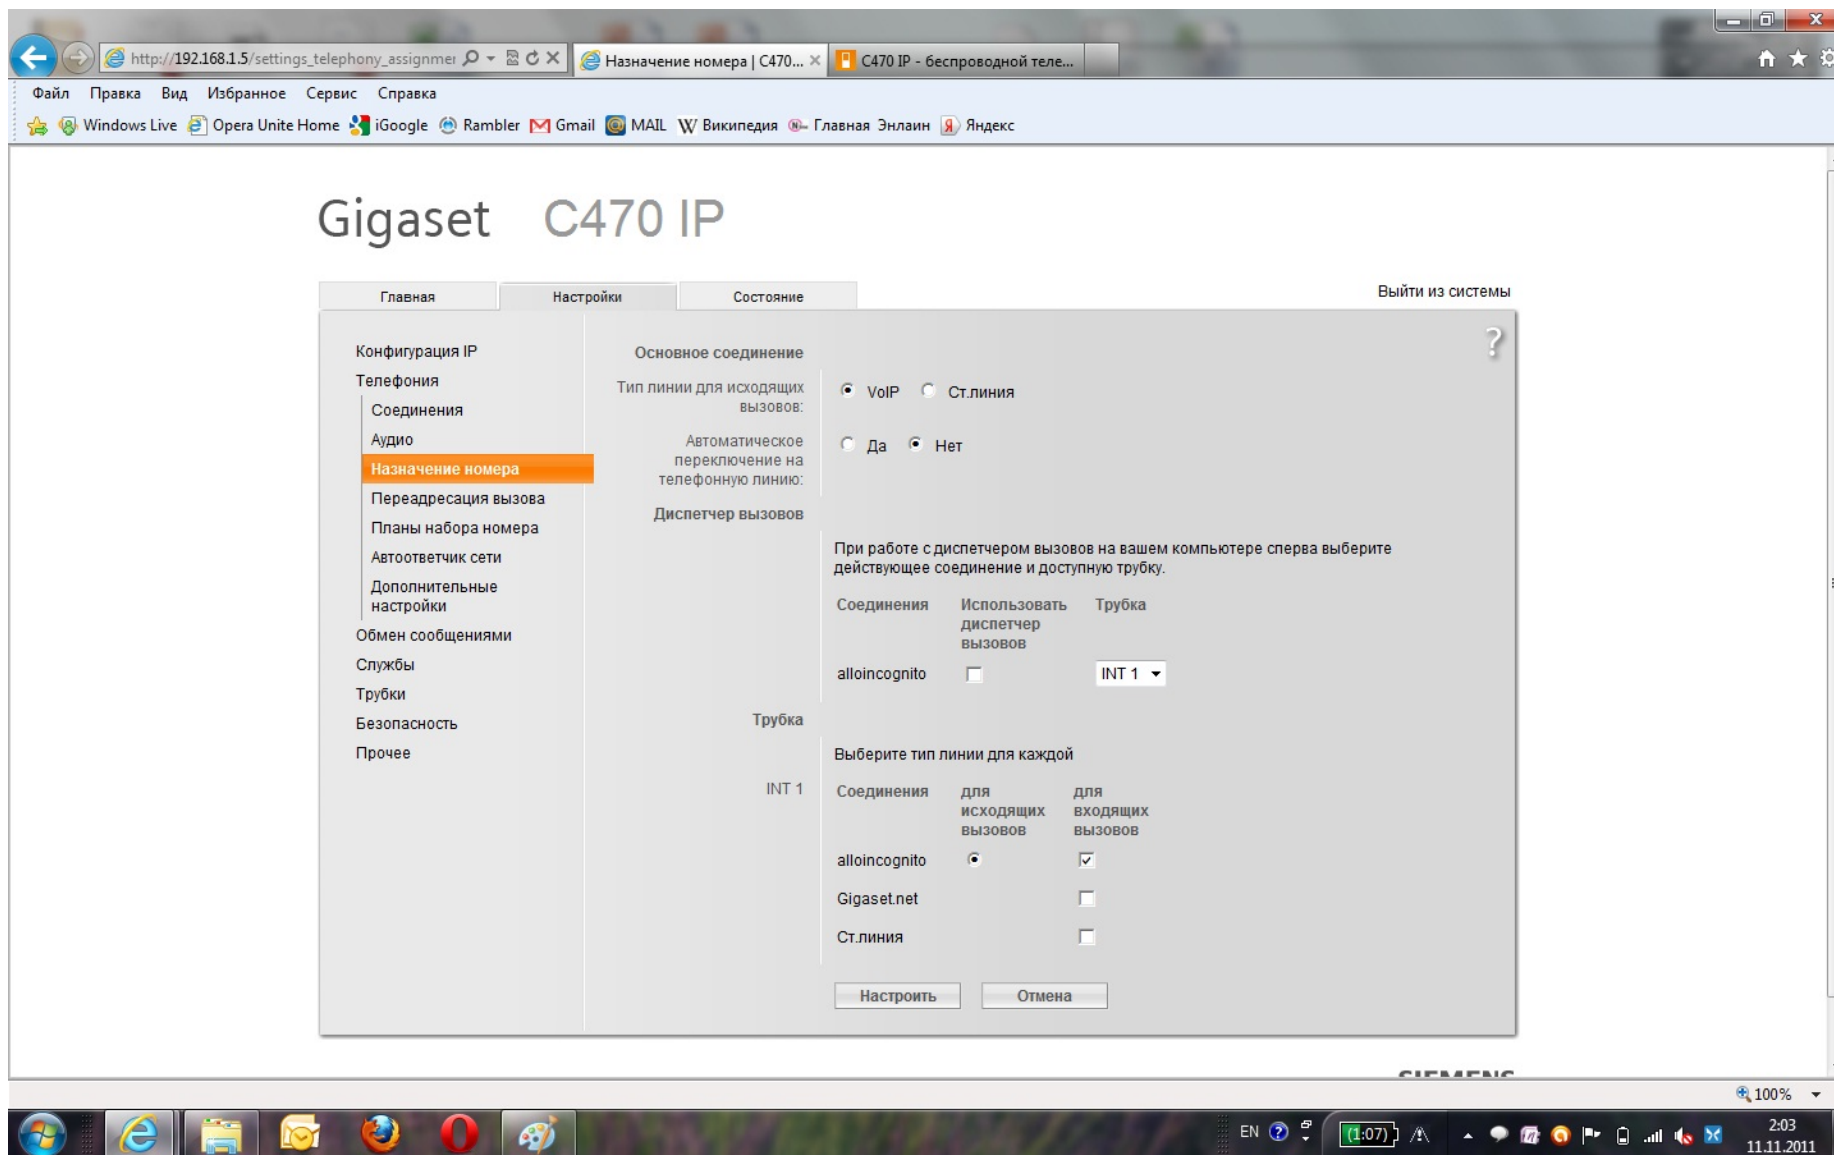 http://192.168.1.5/settings_telephony_assignmer
Назначение номера | C470...
C470 IP - беспроводной теле...
Файл Правка Вид Избранное Сервис Справка
Windows Live Opera Unite Home iGoogle Rambler Gmail MAIL Википедия Главная Энлаин Яндекс
Gigaset C470 IP
Главная Настройки Состояние
Выйти из системы
?
Конфигурация IP
Телефония
Соединения
Аудио
Назначение номера
Переадресация вызова
Планы набора номера
Автоответчик сети
Дополнительные
настройки
Обмен сообщениями
Службы
Трубки
Безопасность
Прочее
Основное соединение
Тип линии для исходящих
вызовов:
VoIP Ст.линия
Автоматическое
переключение на
телефонную линию:
Да Нет
Диспетчер вызовов
При работе с диспетчером вызовов на вашем компьютере сперва выберите
действующее соединение и доступную трубку.
Соединения Использовать Трубка
диспетчер
вызовов
alloincognito INT 1
Трубка
Выберите тип линии для каждой
INT 1
Соединения для для
исходящих входящих
вызовов вызовов
alloincognito
Gigaset.net
Ст.линия
Настроить Отмена
SIEMENS
100%
EN (1:07) 2:03
11.11.2011